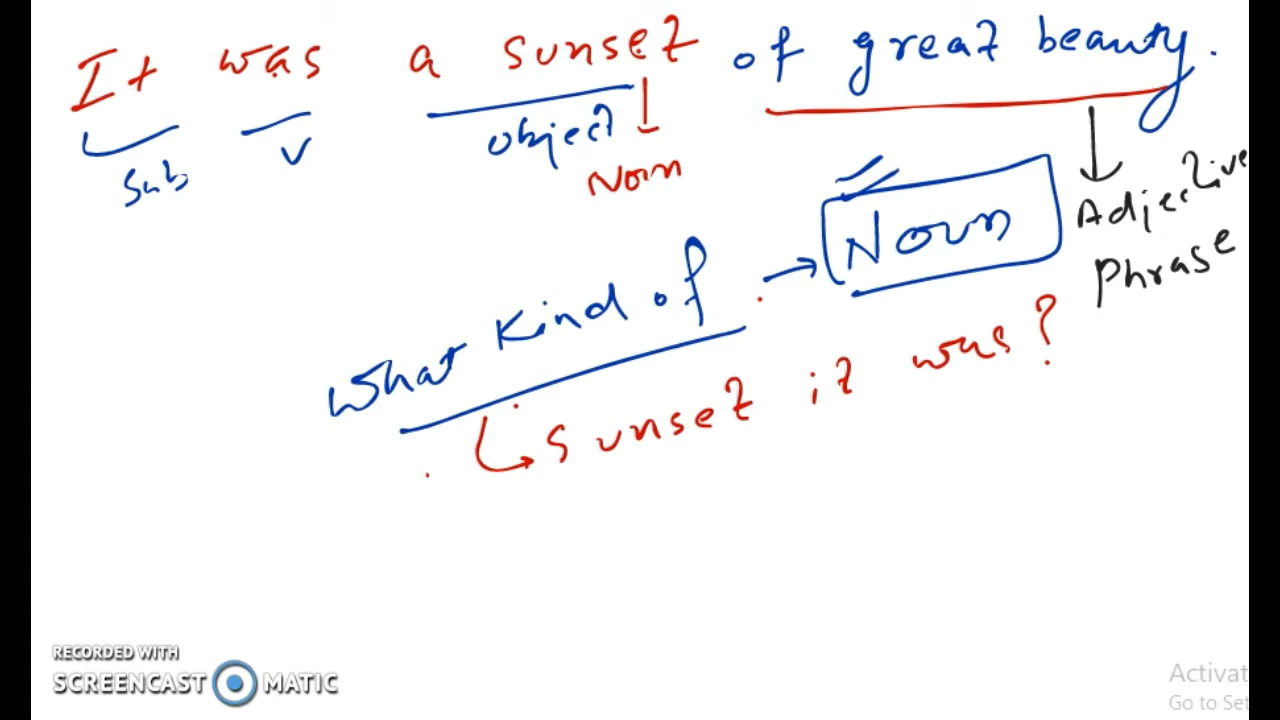 It was a sunset of great beauty.
Sub V object Noun
Adjective
Phrase
What Kind of → Noun
sunset it was?
RECORDED WITH
SCREENCAST MATIC
Activat
Go to Set